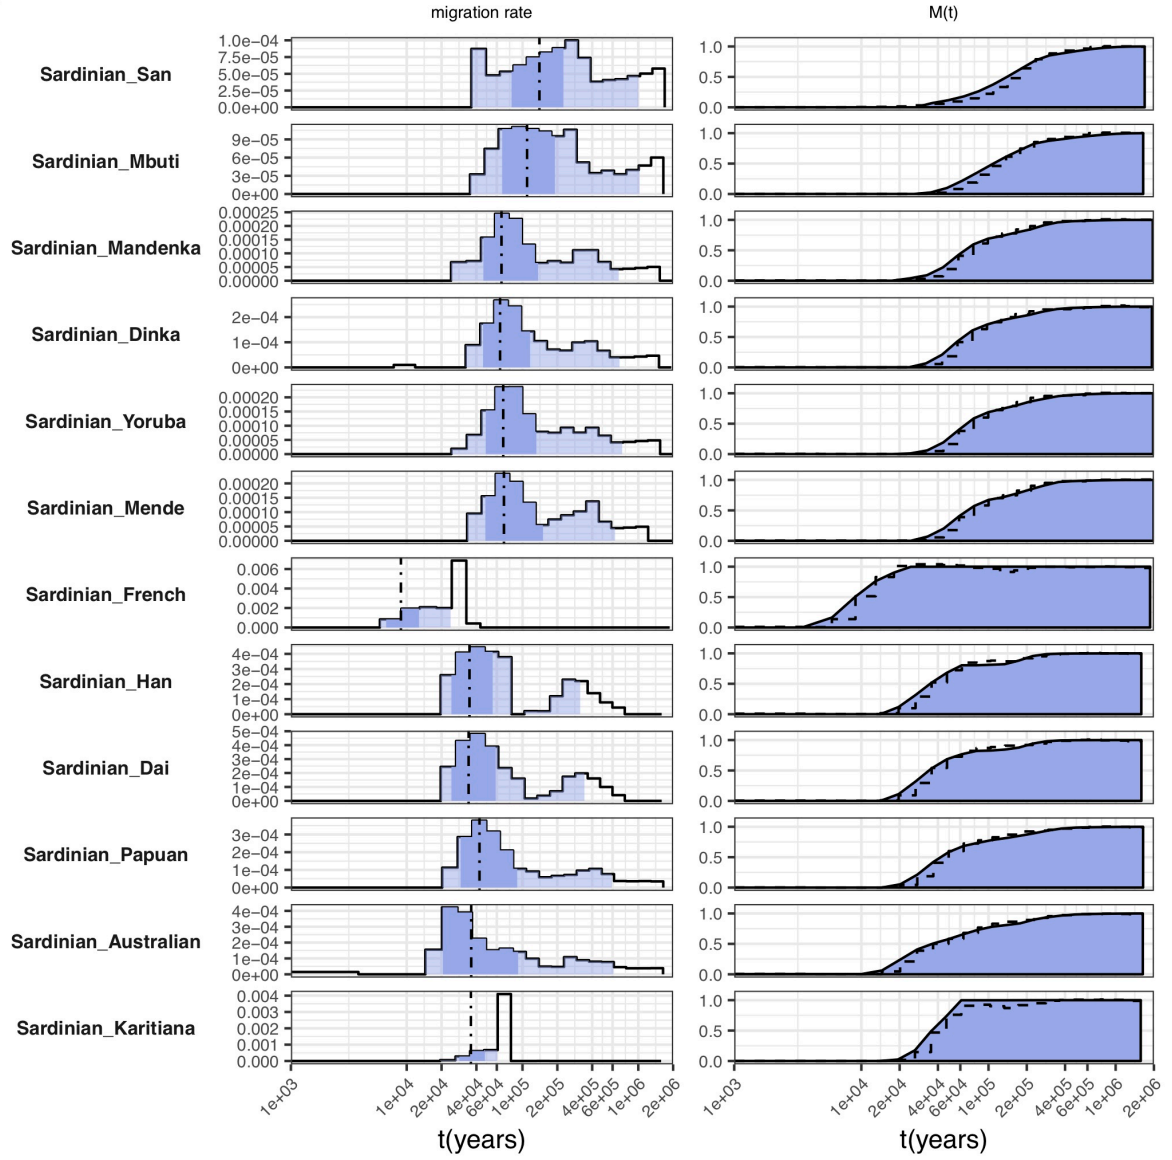 migration rate
M(t)
Sardinian_San
1.0e−04
7.5e−05
5.0e−05
2.5e−05
0.0e+00
1.0
0.5
0.0
Sardinian_Mbuti
9e−05
6e−05
3e−05
0e+00
1.0
0.5
0.0
Sardinian_Mandenka
0.00025
0.00020
0.00015
0.00010
0.00005
0.00000
1.0
0.5
0.0
Sardinian_Dinka
2e−04
1e−04
0e+00
1.0
0.5
0.0
Sardinian_Yoruba
0.00020
0.00015
0.00010
0.00005
0.00000
1.0
0.5
0.0
Sardinian_Mende
0.00020
0.00015
0.00010
0.00005
0.00000
1.0
0.5
0.0
Sardinian_French
0.006
0.004
0.002
0.000
1.0
0.5
0.0
Sardinian_Han
4e−04
3e−04
2e−04
1e−04
0e+00
1.0
0.5
0.0
Sardinian_Dai
5e−04
4e−04
3e−04
2e−04
1e−04
0e+00
1.0
0.5
0.0
Sardinian_Papuan
3e−04
2e−04
1e−04
0e+00
1.0
0.5
0.0
Sardinian_Australian
4e−04
3e−04
2e−04
1e−04
0e+00
1.0
0.5
0.0
Sardinian_Karitiana
0.004
0.003
0.002
0.001
0.000
1.0
0.5
0.0
1e+03
1e+04
2e+04
4e+04
6e+04
1e+05
2e+05
4e+05
6e+05
1e+06
2e+06
1e+03
1e+04
2e+04
4e+04
6e+04
1e+05
2e+05
4e+05
6e+05
1e+06
2e+06
t(years)
t(years)